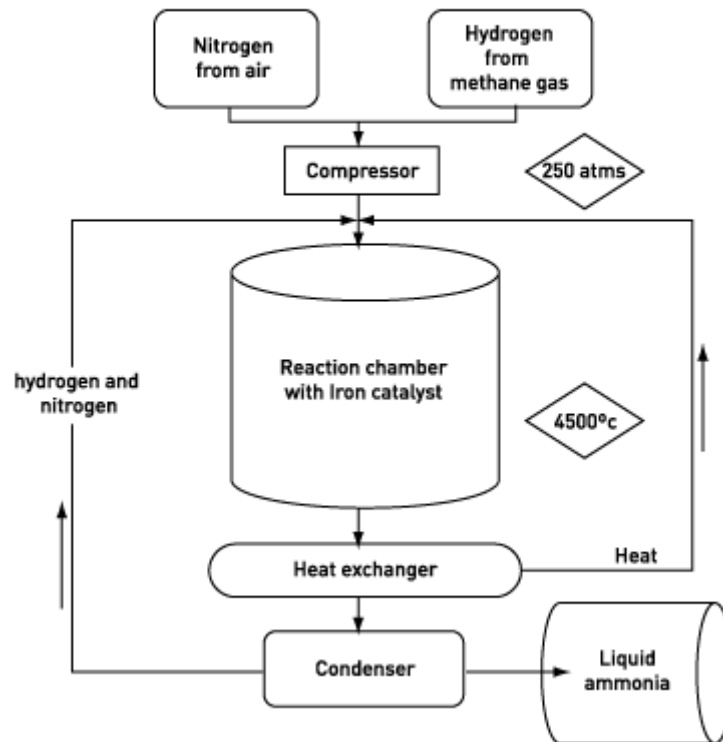 Nitrogen
from air
Hydrogen
from
methane gas
Compressor
250 atms
Reaction chamber
with Iron catalyst
hydrogen and
nitrogen
4500ºc
Heat exchanger
Heat
Condenser
Liquid
ammonia